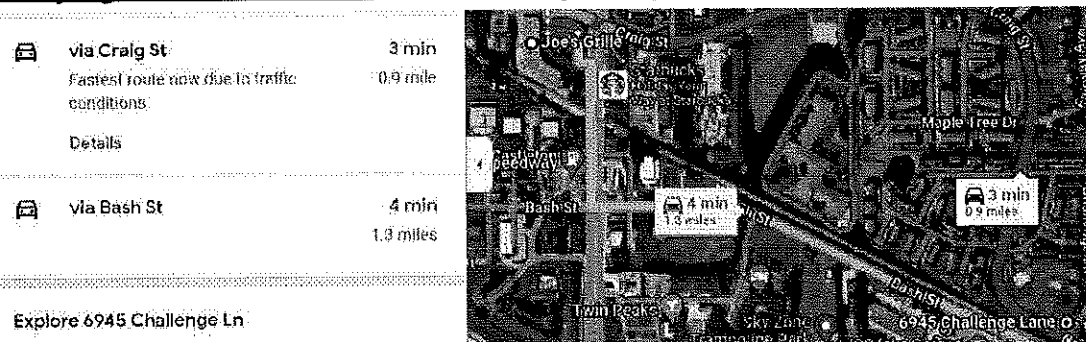 via Craig St
3 min
Fastest route now due to traffic
0.9 mile
conditions
Details
via Bash St
4 min
1.3 miles
Explore 6945 Challenge Ln
Joe's Grille
Craig St
Maple Tree Dr
Speedway
Bash St
4 min
1.3 miles
3 min
0.9 miles
Bash St
Twin Peaks
Sky Zone
Trampoline Park
6945 Challenge Lane